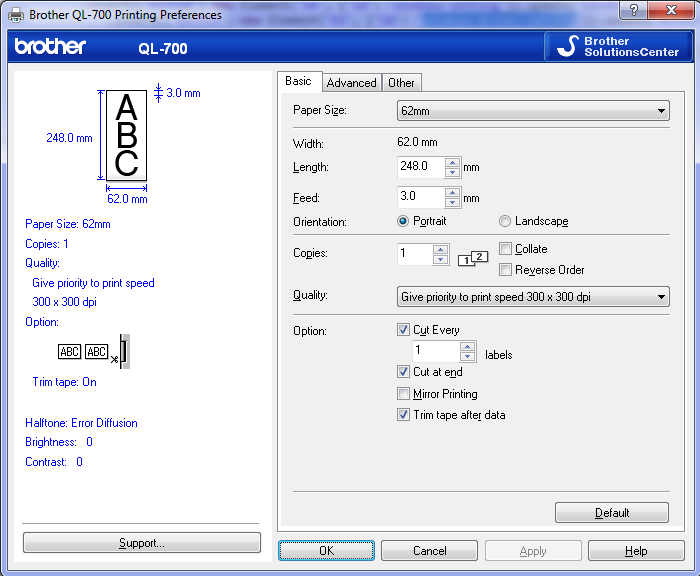 Brother QL-700 Printing Preferences
brother QL-700 Brother SolutionsCenter
3.0 mm
248.0 mm
A
B
C
62.0 mm
Paper Size: 62mm
Copies: 1
Quality:
Give priority to print speed
300 x 300 dpi
Option:
ABC ABC
Trim tape: On
Halftone: Error Diffusion
Brightness: 0
Contrast: 0
Support...
Basic Advanced Other
Paper Size: 62mm
Width: 62.0 mm
Length: 248.0 mm
Feed: 3.0 mm
Orientation: Portrait Landscape
Copies: 1 1 2 Collate
Reverse Order
Quality: Give priority to print speed 300 x 300 dpi
Option: Cut Every
1 labels
Cut at end
Mirror Printing
Trim tape after data
Default
OK Cancel Apply Help